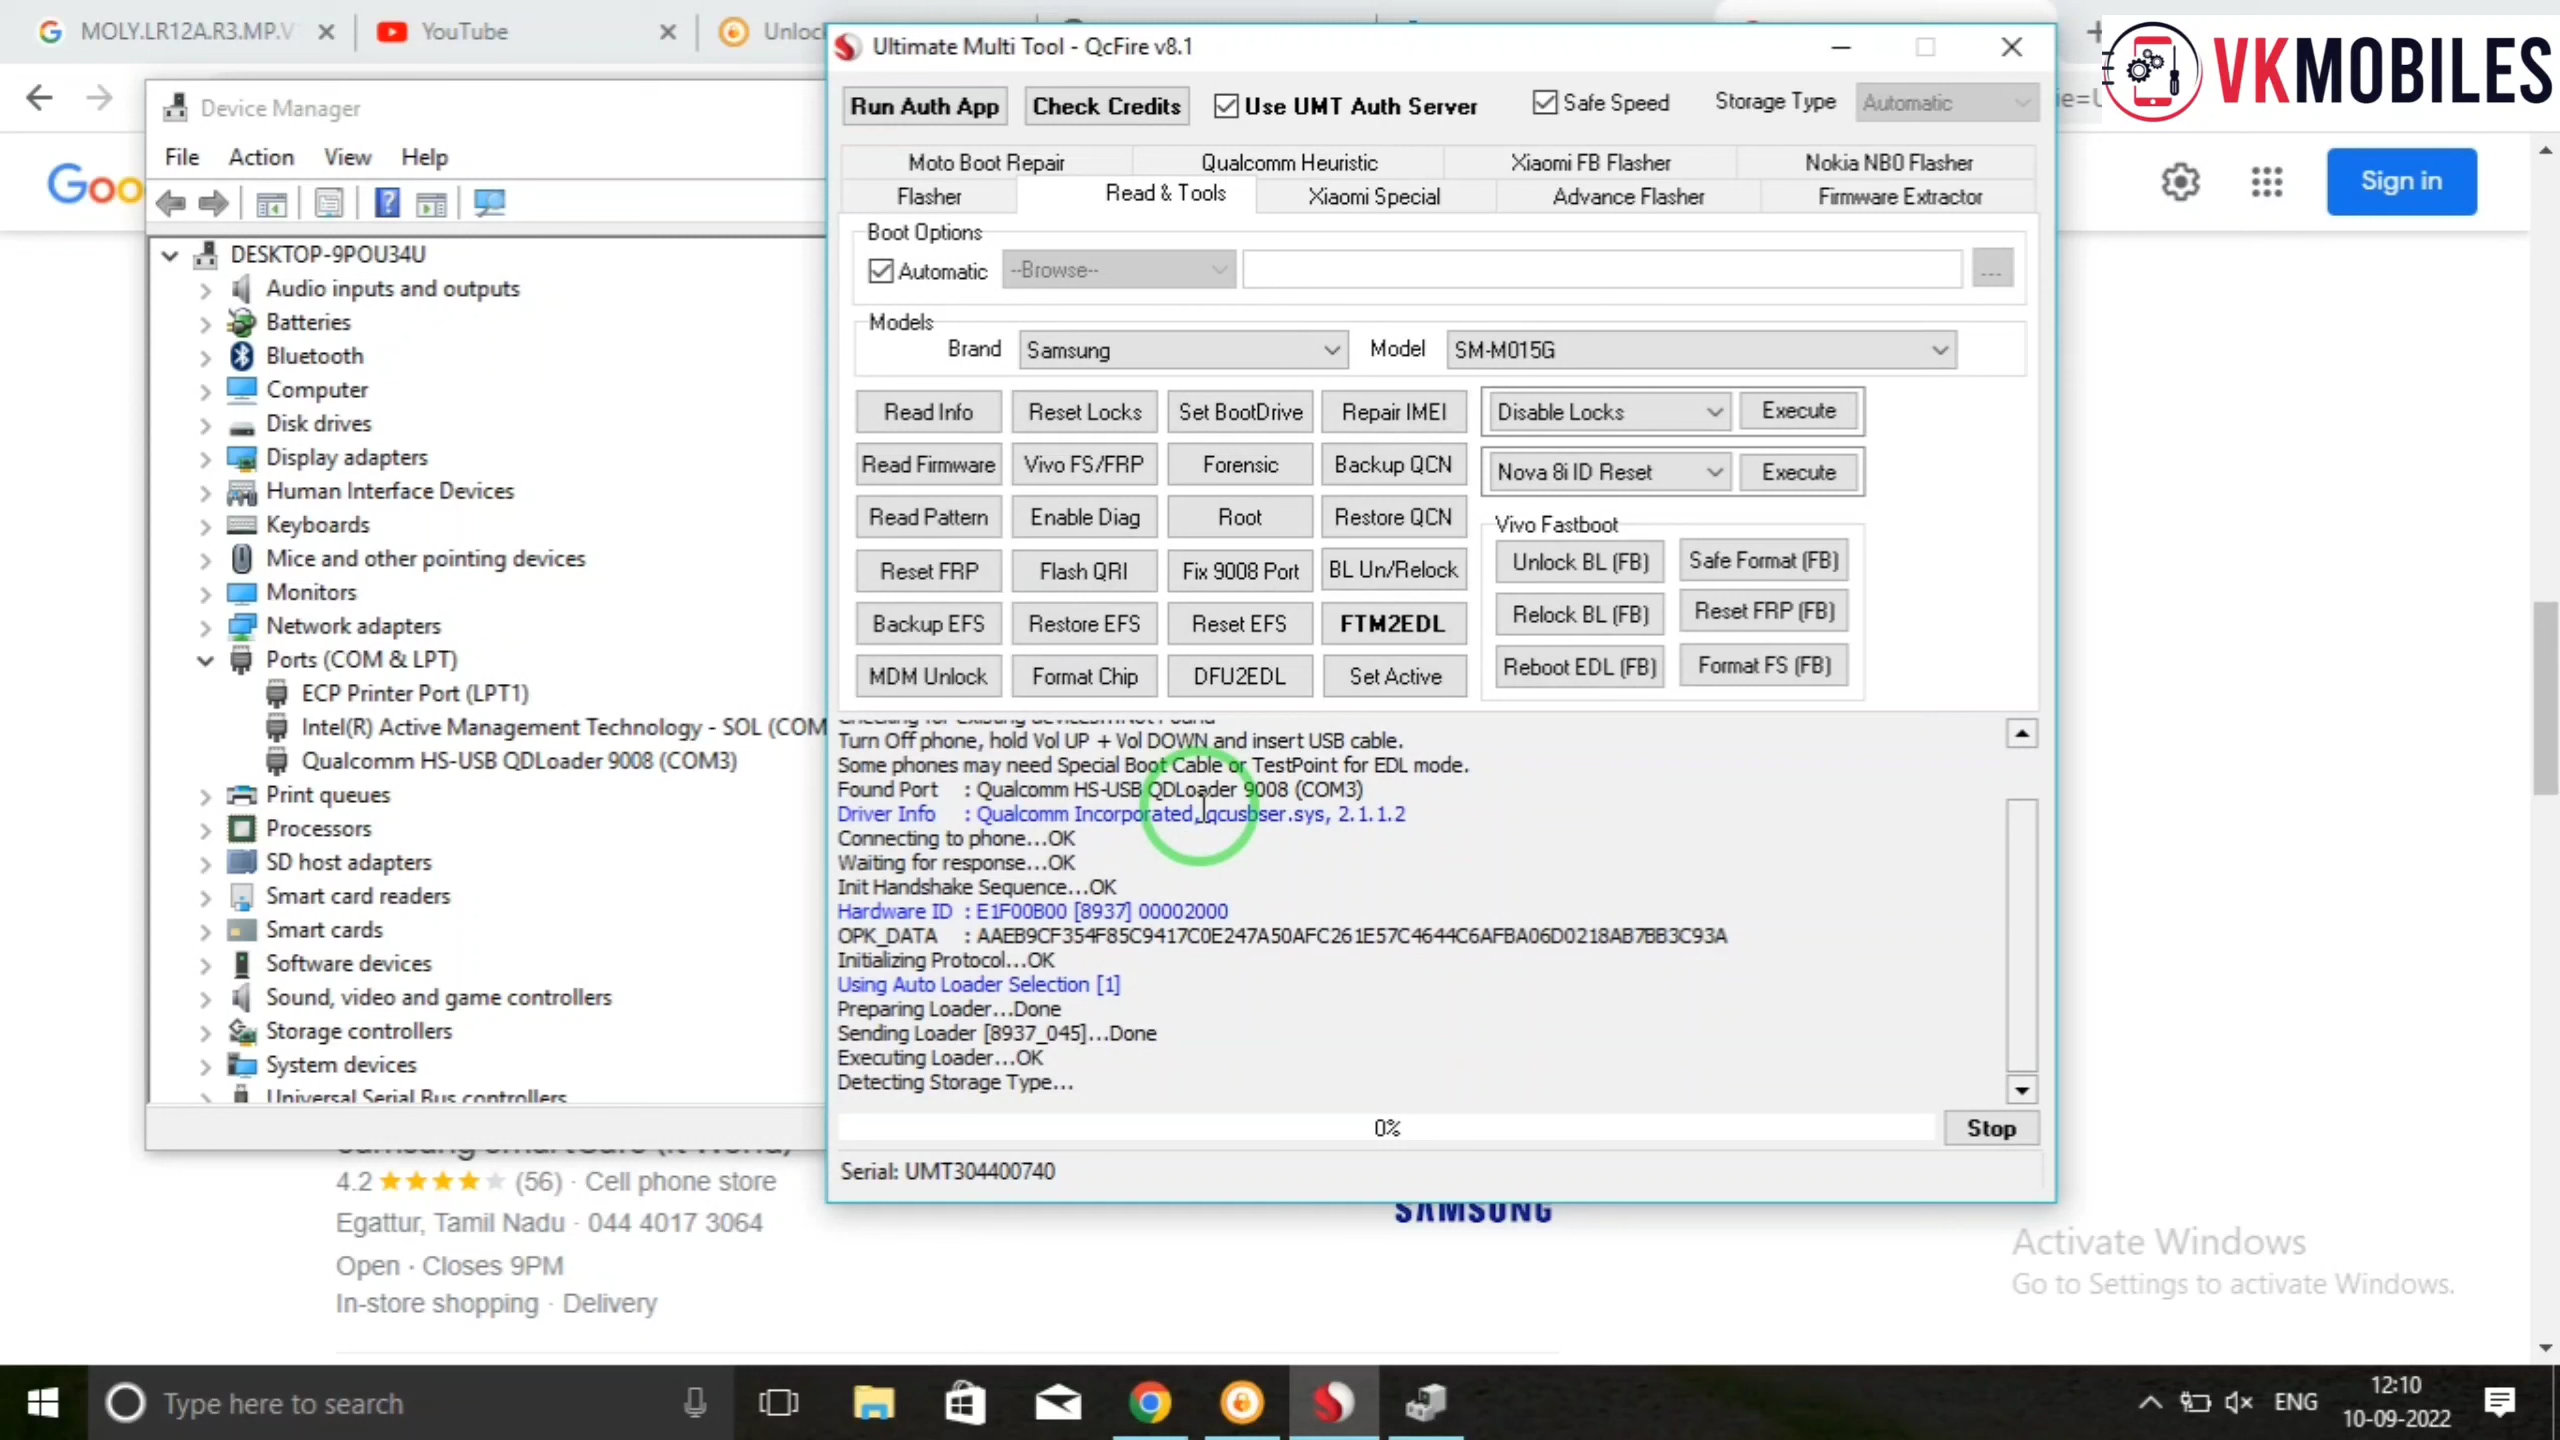 MOLY.LR12A.R3.MP.V
YouTube
Ultimate Multi Tool - QcFire v8.1
VKMOBILES
Device Manager
File Action View Help
Goo
Sign in
DESKTOP-9POU34U
Audio inputs and outputs
Batteries
Bluetooth
Computer
Disk drives
Display adapters
Human Interface Devices
Keyboards
Mice and other pointing devices
Monitors
Network adapters
Ports (COM & LPT)
ECP Printer Port (LPT1)
Intel(R) Active Management Technology - SOL (COM
Qualcomm HS-USB QDLoader 9008 (COM3)
Print queues
Processors
SD host adapters
Smart card readers
Smart cards
Software devices
Sound, video and game controllers
Storage controllers
System devices
Universal Serial Bus controllers
Run Auth App Check Credits Use UMT Auth Server Safe Speed Storage Type Automatic
Moto Boot Repair Qualcomm Heuristic Xiaomi FB Flasher Nokia NB0 Flasher
Flasher Read & Tools Xiaomi Special Advance Flasher Firmware Extractor
Boot Options
Automatic --Browse-- ...
Models
Brand Samsung Model SM-M015G
Read Info Reset Locks Set BootDrive Repair IMEI Disable Locks Execute
Read Firmware Vivo FS/FRP Forensic Backup QCN Nova 8i ID Reset Execute
Read Pattern Enable Diag Root Restore QCN Vivo Fastboot
Reset FRP Flash QRI Fix 9008 Port BL Un/Relock Unlock BL (FB) Safe Format (FB)
Backup EFS Restore EFS Reset EFS FTM2EDL Relock BL (FB) Reset FRP (FB)
MDM Unlock Format Chip DFU2EDL Set Active Reboot EDL (FB) Format FS (FB)
Turn Off phone, hold Vol UP + Vol DOWN and insert USB cable.
Some phones may need Special Boot Cable or TestPoint for EDL mode.
Found Port : Qualcomm HS-USB QDLoader 9008 (COM3)
Driver Info : Qualcomm Incorporated, qcusbser.sys, 2.1.1.2
Connecting to phone...OK
Waiting for response...OK
Init Handshake Sequence...OK
Hardware ID : E1F00B00 [8937] 00002000
OPK_DATA : AAEB9CF354F85C9417C0E247A50AFC261E57C4644C6AFBA06D0218AB7BB3C93A
Initializing Protocol...OK
Using Auto Loader Selection [1]
Preparing Loader...Done
Sending Loader [8937_045]...Done
Executing Loader...OK
Detecting Storage Type...
0% Stop
Serial: UMT304400740
4.2 (56) · Cell phone store
Egattur, Tamil Nadu · 044 4017 3064
Open · Closes 9PM
In-store shopping · Delivery
SAMSUNG
Activate Windows
Go to Settings to activate Windows.
Type here to search
ENG
12:10
10-09-2022